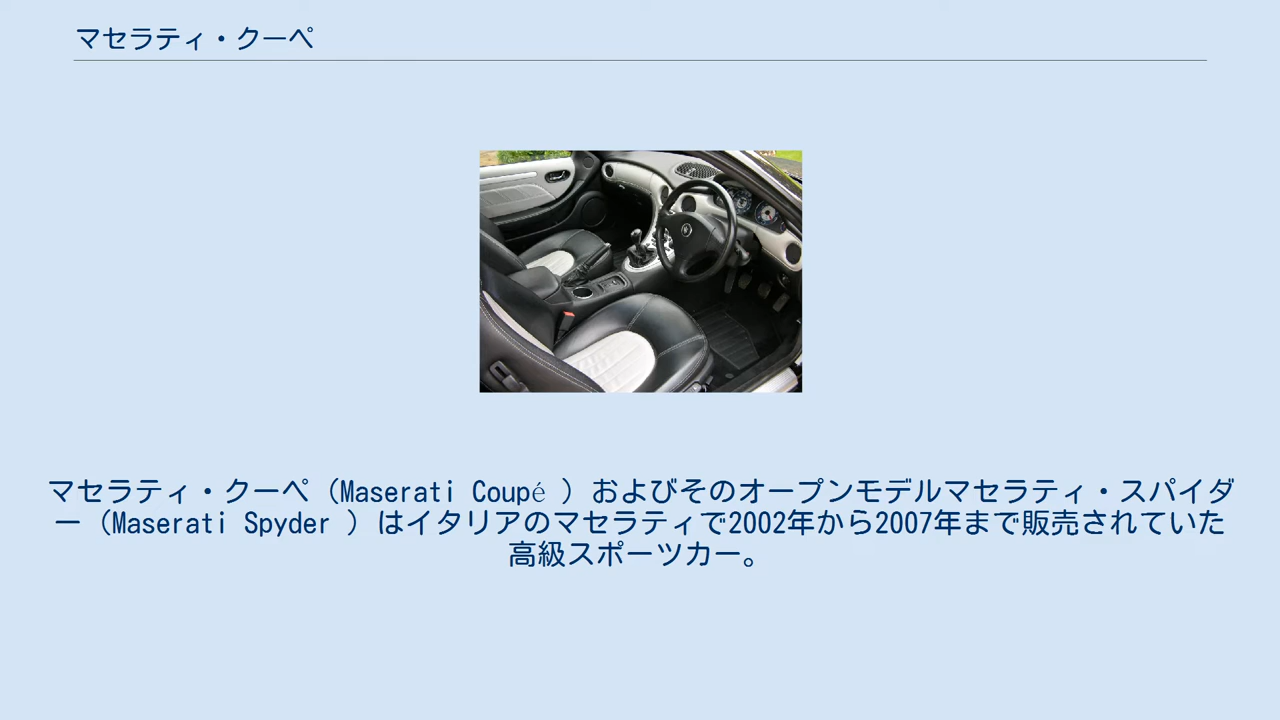 マセラティ・クーペ
マセラティ・クーペ（Maserati Coupé ）およびそのオープンモデルマセラティ・スパイダ
ー（Maserati Spyder ）はイタリアのマセラティで2002年から2007年まで販売されていた
高級スポーツカー。